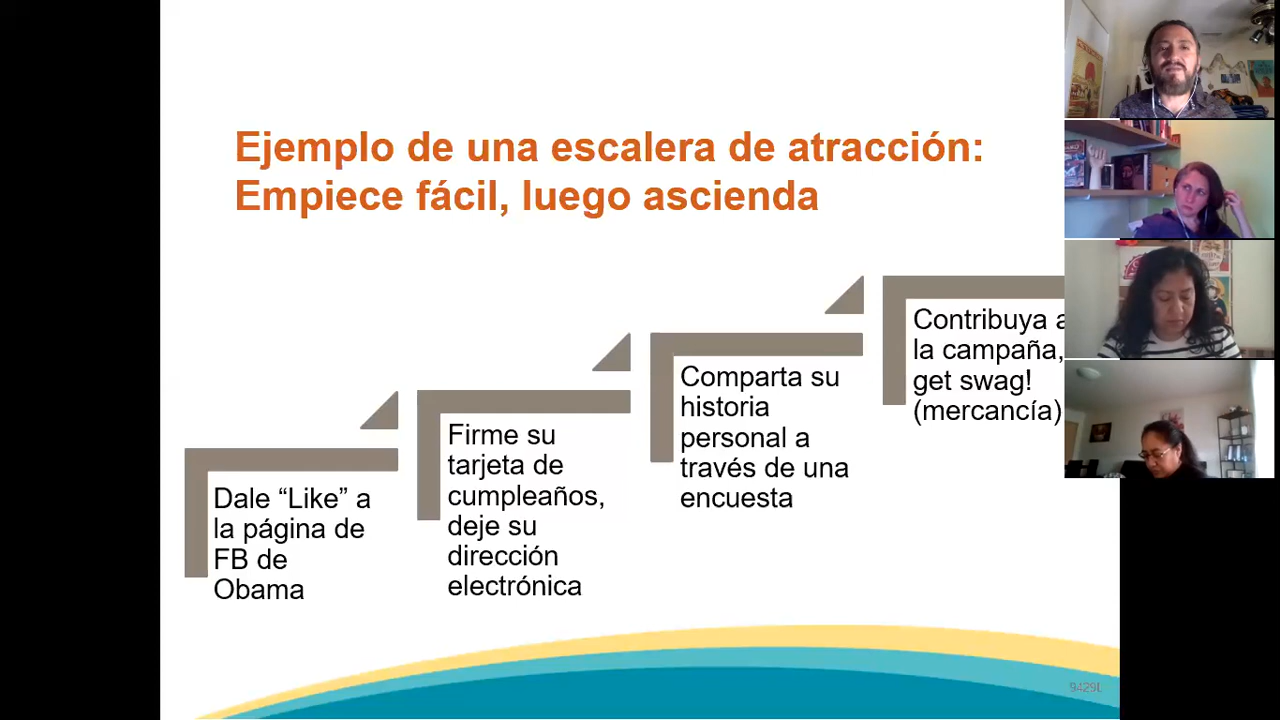 Ejemplo de una escalera de atracción:
Empiece fácil, luego ascienda
Dale “Like” a
la página de
FB de
Obama
Firme su
tarjeta de
cumpleaños,
deje su
dirección
electrónica
Comparta su
historia
personal a
través de una
encuesta
Contribuya a
la campaña,
get swag!
(mercancía)
9429L